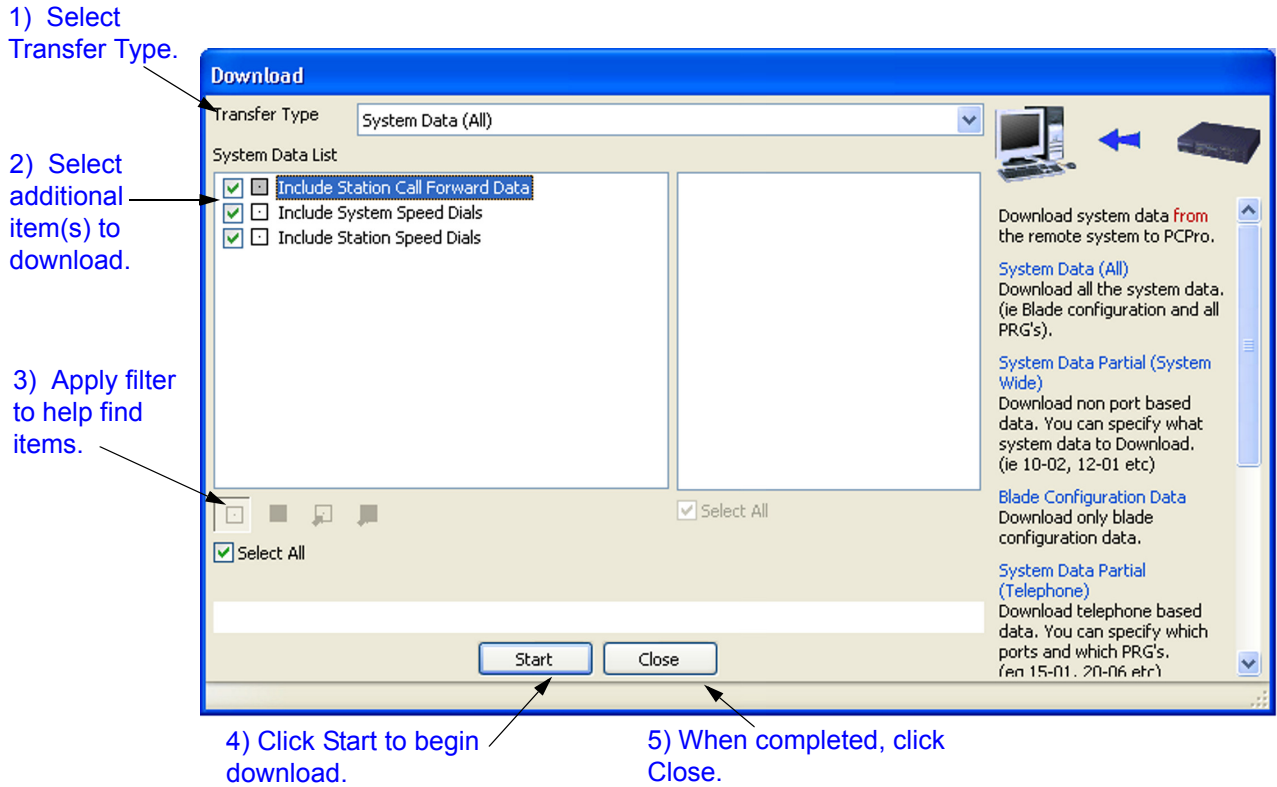 1)  Select
Transfer Type.
Download
Transfer Type
System Data (All)
System Data List
2)  Select
additional
item(s) to
download.
Include Station Call Forward Data
Include System Speed Dials
Include Station Speed Dials
3)  Apply filter
to help find
items.
Select All
Select All
Start
Close
Download system data from
the remote system to PCPro.
System Data (All)
Download all the system data.
(ie Blade configuration and all
PRG's).
System Data Partial (System
Wide)
Download non port based
data. You can specify what
system data to Download.
(ie 10-02, 12-01 etc)
Blade Configuration Data
Download only blade
configuration data.
System Data Partial
(Telephone)
Download telephone based
data. You can specify which
ports and which PRG's.
(eg 15-01, 20-06 etc)
4) Click Start to begin
download.
5) When completed, click
Close.